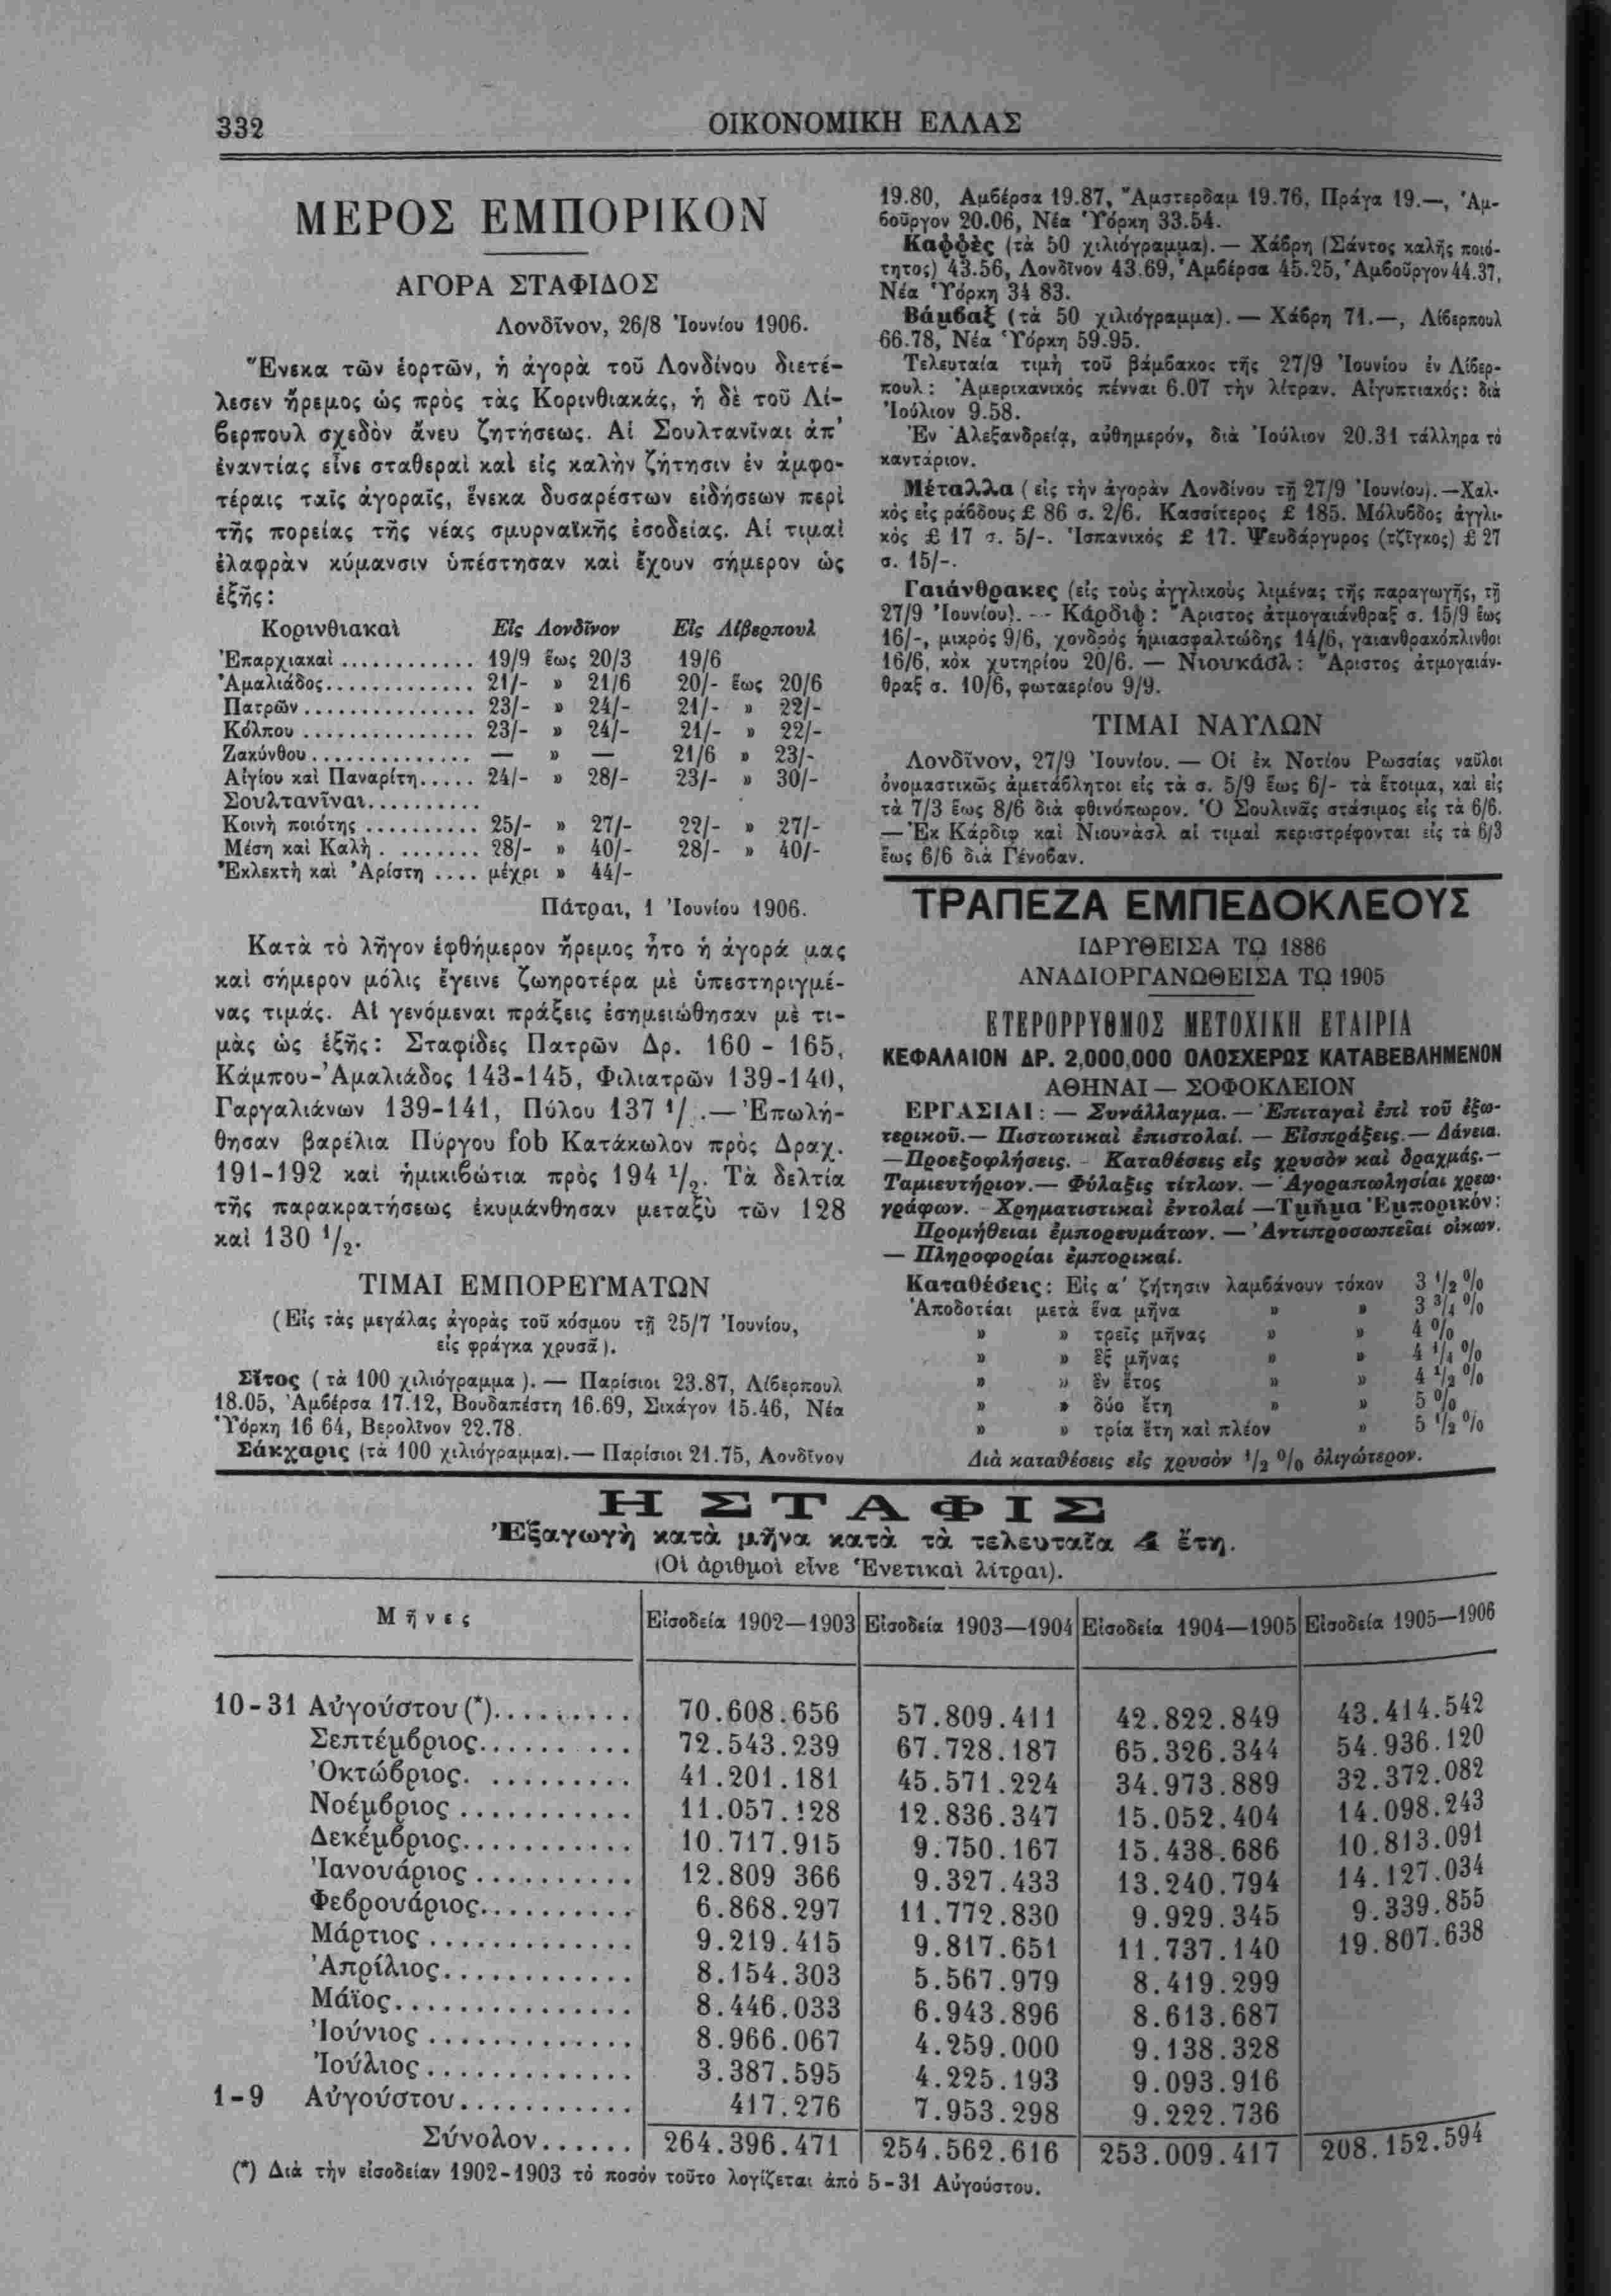 332
ΟΙΚΟΝΟΜΙΚΗ ΕΛΛΑΣ
ΜΕΡΟΣ ΕΜΠΟΡΙΚΟΝ
ΑΓΟΡΑ ΣΤΑΦΙΔΟΣ
Λονδῖνον, 26/8 Ἰουνίου 1906.
Ἕνεκα τῶν ἑορτῶν, ἡ ἀγορὰ τοῦ Λονδίνου διετέ-
λεσεν ἤρεμος ὡς πρὸς τὰς Κορινθιακάς, ἡ δὲ τοῦ Λί-
βερπουλ σχεδὸν ἄνευ ζητήσεως. Αἱ Σουλτανῖναι ἀπ'
ἐναντίας εἶνε σταθεραὶ καὶ εἰς καλὴν ζήτησιν ἐν ἀμφο-
τέραις ταῖς ἀγοραῖς, ἕνεκα δυσαρέστων εἰδήσεων περὶ
τῆς πορείας τῆς νέας σμυρναϊκῆς ἐσοδείας. Αἱ τιμαὶ
ἐλαφρὰν κύμανσιν ὑπέστησαν καὶ ἔχουν σήμερον ὡς
ἑξῆς:
Κορινθιακαὶ Εἰς Λονδῖνον Εἰς Λίβερπουλ
Ἐπαρχιακαὶ ............ 19/9 ἕως 20/3 19/6
Ἀμαλιάδος.............. 21/- » 21/6 20/- ἕως 20/6
Πατρῶν ................ 23/- » 24/- 21/- » 22/-
Κόλπου ................ 23/- » 24/- 21/- » 22/-
Ζακύνθου............... — » — 21/6 » 23/-
Αἰγίου καὶ Παναρίτη..... 24/- » 28/- 23/- » 30/-
Σουλτανῖναι..........
Κοινὴ ποιότης .......... 25/- » 27/- 22/- » 27/-
Μέση καὶ Καλὴ . ....... 28/- » 40/- 28/- » 40/-
Ἐκλεκτὴ καὶ Ἀρίστη .... μέχρι » 44/-
Πάτραι, 1 Ἰουνίου 1906.
Κατὰ τὸ λῆγον ἑφθήμερον ἤρεμος ἦτο ἡ ἀγορά μας
καὶ σήμερον μόλις ἔγεινε ζωηροτέρα μὲ ὑπεστηριγμέ-
νας τιμάς. Αἱ γενόμεναι πράξεις ἐσημειώθησαν μὲ τι-
μὰς ὡς ἑξῆς: Σταφίδες Πατρῶν Δρ. 160 - 165,
Κάμπου-Ἀμαλιάδος 143-145, Φιλιατρῶν 139-140,
Γαργαλιάνων 139-141, Πύλου 137 .—Ἐπωλή-
θησαν βαρέλια Πύργου fob Κατάκωλον πρὸς Δραχ.
191-192 καὶ ἡμικιβώτια πρὸς 194 1/2. Τὰ δελτία
τῆς παρακρατήσεως ἐκυμάνθησαν μεταξὺ τῶν 128
καὶ 130 1/2.
ΤΙΜΑΙ ΕΜΠΟΡΕΥΜΑΤΩΝ
(Εἰς τὰς μεγάλας ἀγορὰς τοῦ κόσμου τῇ 25/7 Ἰουνίου,
εἰς φράγκα χρυσᾶ).
Σῖτος (τὰ 100 χιλιόγραμμα). — Παρίσιοι 23.87, Λίβερπουλ
18.05, Ἀμβέρσα 17.12, Βουδαπέστη 16.69, Σικάγον 15.46, Νέα
Ὑόρκη 16 64, Βερολῖνον 22.78.
Σάκχαρις (τὰ 100 χιλιόγραμμα).— Παρίσιοι 21.75, Λονδῖνον
19.80, Αμβέρσα 19.87, Ἄμστερδαμ 19.76, Πράγα 19.—, Ἀμ-
βοῦργον 20.06, Νέα Ὑόρκη 33.54.
Καφφὲς (τὰ 50 χιλιόγραμμα).— Χάβρη (Σάντος καλῆς ποιό-
τητος) 43.56, Λονδῖνον 43.69, Ἀμβέρσα 45.25, Ἀμβοῦργον 44.37,
Νέα Ὑόρκη 34 83.
Βάμβαξ (τὰ 50 χιλιόγραμμα).— Χάβρη 71.—, Λίβερπουλ
66.78, Νέα Ὑόρκη 59.95.
Τελευταία τιμὴ τοῦ βάμβακος τῆς 27/9 Ἰουνίου ἐν Λίβερ-
πουλ: Ἀμερικανικὸς πένναι 6.07 τὴν λίτραν. Αἰγυπτιακός: διὰ
Ἰούλιον 9.58.
Ἐν Ἀλεξανδρείᾳ, αὐθημερόν, διὰ Ἰούλιον 20.31 τάλληρα τὸ
καντάριον.
Μέταλλα (εἰς τὴν ἀγορὰν Λονδίνου τῇ 27/9 Ἰουνίου).—Χαλ-
κὸς εἰς ράβδους £ 86 σ. 2/6. Κασσίτερος £ 185. Μόλυβδος ἀγγλι-
κὸς £ 17 σ. 5/-. Ἰσπανικός £ 17. Ψευδάργυρος (τζίγκος) £ 27
σ. 15/-.
Γαιάνθρακες (εἰς τοὺς ἀγγλικοὺς λιμένας τῆς παραγωγῆς, τῇ
27/9 Ἰουνίου). -- Κάρδιφ: Ἄριστος ἀτμογαιάνθραξ σ. 15/9 ἕως
16/-, μικρός 9/6, χονδρὸς ἡμιασφαλτώδης 14/6, γαιανθρακόπλινθοι
16/6, κὸκ χυτηρίου 20/6. — Νιουκάσλ: Ἄριστος ἀτμογαιάν-
θραξ σ. 10/6, φωταερίου 9/9.
ΤΙΜΑΙ ΝΑΥΛΩΝ
Λονδῖνον, 27/9 Ἰουνίου. — Οἱ ἐκ Νοτίου Ρωσσίας ναῦλοι
ὀνομαστικῶς ἀμετάβλητοι εἰς τὰ σ. 5/9 ἕως 6/- τὰ ἕτοιμα, καὶ εἰς
τὰ 7/3 ἕως 8/6 διὰ φθινόπωρον. Ὁ Σουλινᾶς στάσιμος εἰς τὰ 6/6.
— Ἐκ Κάρδιφ καὶ Νιουκάσλ αἱ τιμαὶ περιστρέφονται εἰς τὰ 6/3
ἕως 6/6 διὰ Γένοβαν.
ΤΡΑΠΕΖΑ ΕΜΠΕΔΟΚΛΕΟΥΣ
ΙΔΡΥΘΕΙΣΑ Τῼ 1886
ΑΝΑΔΙΟΡΓΑΝΩΘΕΙΣΑ Τῼ 1905
ΕΤΕΡΟΡΡΥΘΜΟΣ ΜΕΤΟΧΙΚΗ ΕΤΑΙΡΙΑ
ΚΕΦΑΛΑΙΟΝ ΔΡ. 2,000,000 ΟΛΟΣΧΕΡΩΣ ΚΑΤΑΒΕΒΛΗΜΕΝΟΝ
ΑΘΗΝΑΙ — ΣΟΦΟΚΛΕΙΟΝ
ΕΡΓΑΣΙΑΙ: — Συνάλλαγμα. — Ἐπιταγαὶ ἐπὶ τοῦ ἐξω-
τερικοῦ.— Πιστωτικαὶ ἐπιστολαί. — Εἰσπράξεις.— Δάνεια.
—Προεξοφλήσεις. - Καταθέσεις εἰς χρυσὸν καὶ δραχμάς.—
Ταμιευτήριον.— Φύλαξις τίτλων. — Ἀγοραπωλησίαι χρεω-
γράφων. - Χρηματιστικαὶ ἐντολαί —Τμῆμα Ἐμπορικόν:
Προμήθειαι ἐμπορευμάτων. — Ἀντιπροσωπεῖαι οἴκων.
— Πληροφορίαι ἐμπορικαί.
Καταθέσεις: Εἰς α' ζήτησιν λαμβάνουν τόκον 3 1/2 %
Ἀποδοτέαι μετὰ ἕνα μῆνα » » 3 3/4 %
» » τρεῖς μῆνας » » 4 %
» » ἓξ μῆνας » » 4 1/4 %
» » ἓν ἔτος » » 4 1/2 %
» » δύο ἔτη » » 5 %
» » τρία ἔτη καὶ πλέον » 5 1/2 %
Διὰ καταθέσεις εἰς χρυσὸν 1/2 % ὀλιγώτερον.
Η ΣΤΑΦΙΣ
Ἐξαγωγὴ κατὰ μῆνα κατὰ τὰ τελευταῖα 4 ἔτη.
(Οἱ ἀριθμοὶ εἶνε Ἑνετικαὶ λίτραι).
Μῆνες Εἰσοδεία 1902—1903 Εἰσοδεία 1903—1904 Εἰσοδεία 1904—1905 Εἰσοδεία 1905—1906
10-31 Αὐγούστου(*).......... 70.608.656 57.809.411 42.822.849 43.414.542
Σεπτέμβριος.......... 72.543.239 67.728.187 65.326.344 54.936.120
Ὀκτώβριος. ......... 41.201.181 45.571.224 34.973.889 32.372.082
Νοέμβριος ........... 11.057.128 12.836.347 15.052.404 14.098.243
Δεκέμβριος........... 10.717.915 9.750.167 15.438.686 10.813.091
Ἰανουάριος .......... 12.809 366 9.327.433 13.240.794 14.127.034
Φεβρουάριος.......... 6.868.297 11.772.830 9.929.345 9.339.855
Μάρτιος ............. 9.219.415 9.817.651 11.737.140 19.807.638
Ἀπρίλιος............ 8.154.303 5.567.979 8.419.299
Μάϊος............... 8.446.033 6.943.896 8.613.687
Ἰούνιος ............. 8.966.067 4.259.000 9.138.328
Ἰούλιος............. 3.387.595 4.225.193 9.093.916
1-9 Αὐγούστου........... 417.276 7.953.298 9.222.736
Σύνολον...... 264.396.471 254.562.616 253.009.417 208.152.594
(*) Διὰ τὴν εἰσοδείαν 1902-1903 τὸ ποσὸν τοῦτο λογίζεται ἀπὸ 5-31 Αὐγούστου.